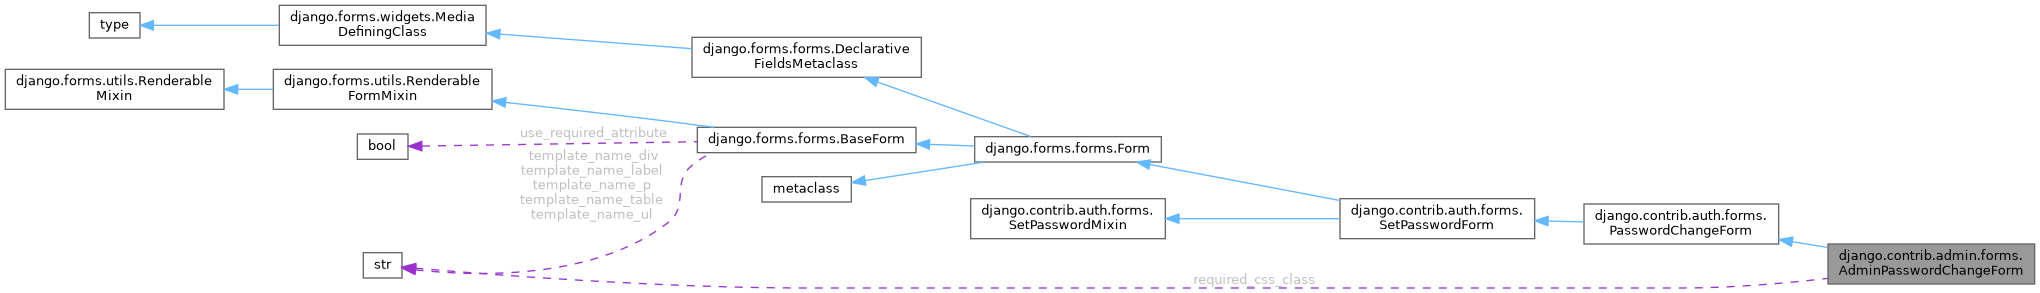 type
django.forms.widgets.Media
DefiningClass
django.forms.forms.Declarative
FieldsMetaclass
django.forms.utils.Renderable
Mixin
django.forms.utils.Renderable
FormMixin
use_required_attribute
bool
django.forms.forms.BaseForm
django.forms.forms.Form
template_name_div
template_name_label
template_name_p
template_name_table
template_name_ul
metaclass
django.contrib.auth.forms.
SetPasswordMixin
django.contrib.auth.forms.
SetPasswordForm
django.contrib.auth.forms.
PasswordChangeForm
str
required_css_class
django.contrib.admin.forms.
AdminPasswordChangeForm